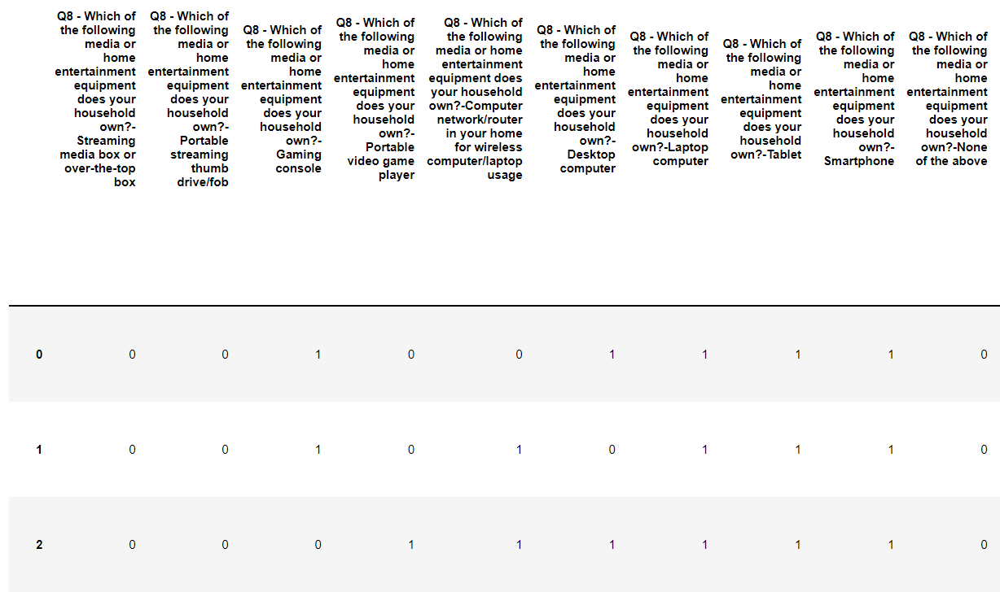 Q8 - Which of
the following
media or
home
entertainment
equipment
does your
household
own?-
Streaming
media box or
over-the-top
box
Q8 - Which of
the following
media or
home
entertainment
equipment
does your
household
own?-
Portable
streaming
thumb
drive/fob
Q8 - Which of
the following
media or
home
entertainment
equipment
does your
household
own?-
Gaming
console
Q8 - Which of
the following
media or
home
entertainment
equipment
does your
household
own?-
Portable
video game
player
Q8 - Which of
the following
media or home
entertainment
equipment does
your household
own?-Computer
network/router
in your home
for wireless
computer/laptop
usage
Q8 - Which of
the following
media or
home
entertainment
equipment
does your
household
own?-
Desktop
computer
Q8 - Which of
the following
media or
home
entertainment
equipment
does your
household
own?-Laptop
computer
Q8 - Which of
the following
media or
home
entertainment
equipment
does your
household
own?-Tablet
Q8 - Which of
the following
media or
home
entertainment
equipment
does your
household
own?-
Smartphone
Q8 - Which of
the following
media or
home
entertainment
equipment
does your
household
own?-None
of the above
0 0 0 1 0 0 1 1 1 1 0
1 0 0 1 0 1 0 1 1 1 0
2 0 0 0 1 1 1 1 1 1 0